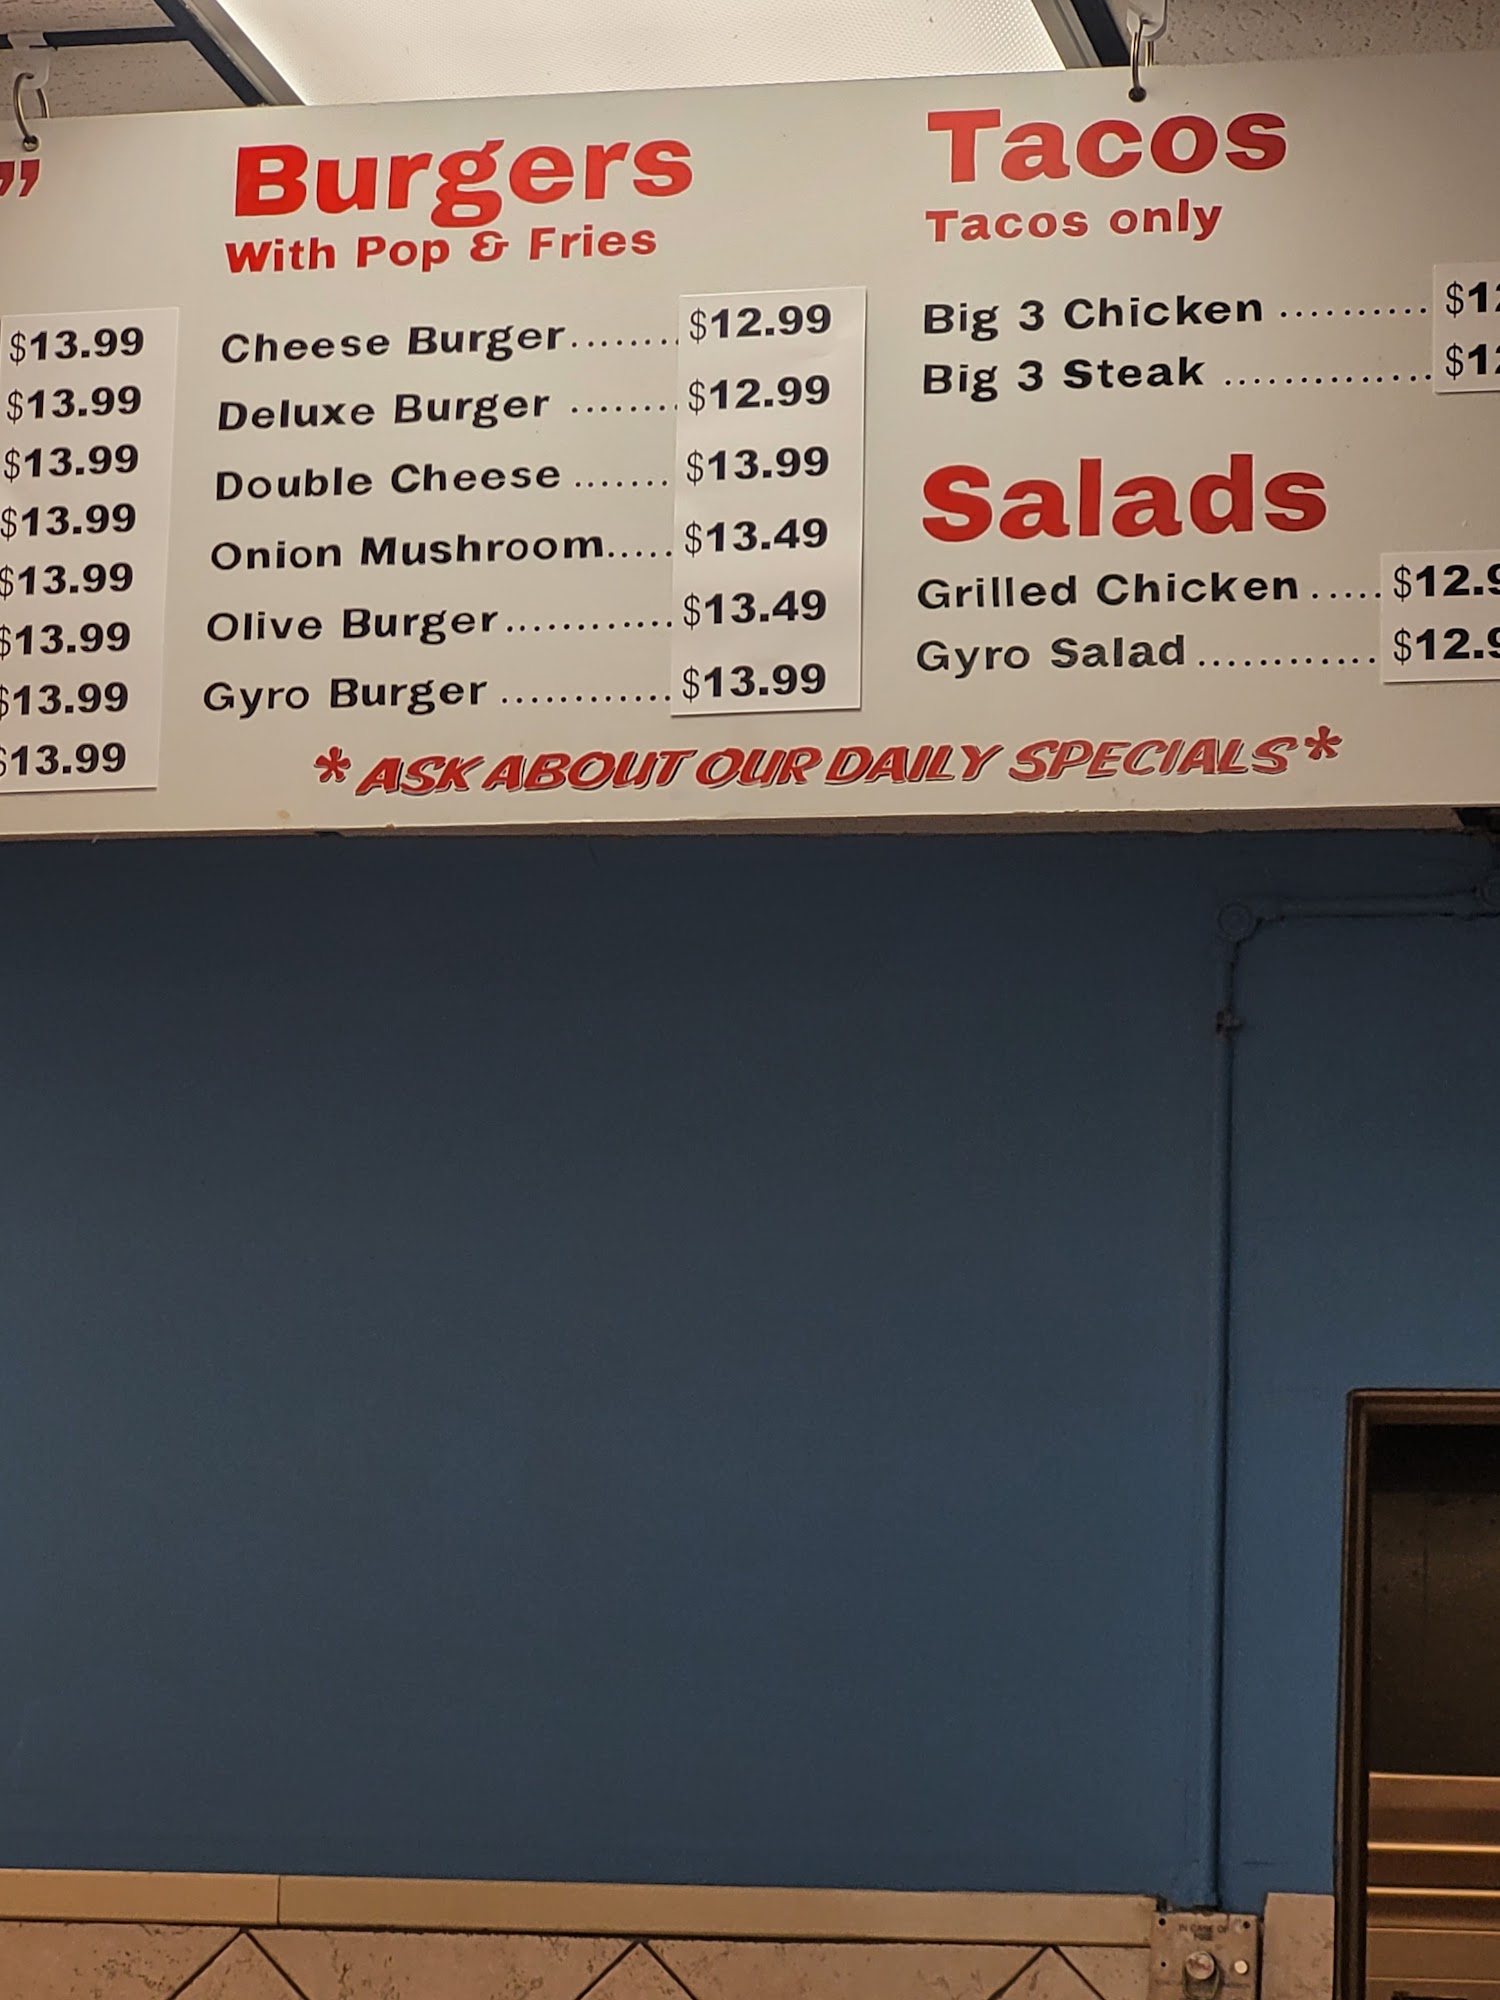 "
$13.99
$13.99
$13.99
$13.99
$13.99
$13.99
$13.99
$13.99
Burgers
With Pop & Fries
Cheese Burger........$12.99
Deluxe Burger ........$12.99
Double Cheese .......$13.99
Onion Mushroom.....$13.49
Olive Burger............$13.49
Gyro Burger ............$13.99
Tacos
Tacos only
Big 3 Chicken ..........
Big 3 Steak ..............
Salads
Grilled Chicken .....
Gyro Salad............
*ASK ABOUT OUR DAILY SPECIALS*